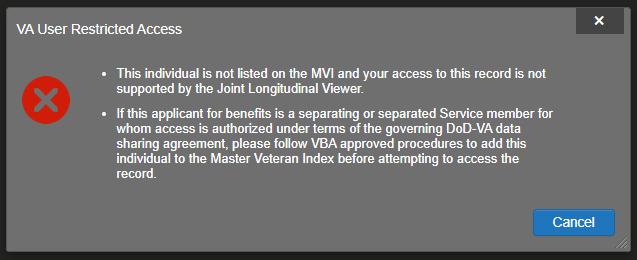 VA User Restricted Access
This individual is not listed on the MVI and your access to this record is not
supported by the Joint Longitudinal Viewer.
If this applicant for benefits is a separating or separated Service member for
whom access is authorized under terms of the governing DoD-VA data
sharing agreement, please follow VBA approved procedures to add this
individual to the Master Veteran Index before attempting to access the
record.
Cancel